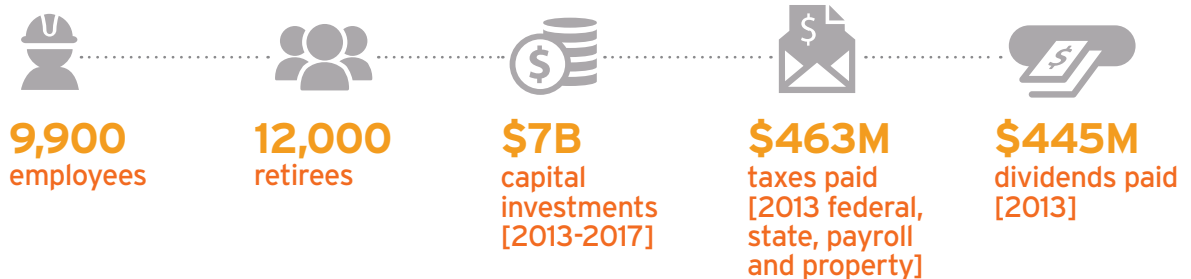 $
$
$
9,900
employees
12,000
retirees
$7B
capital
investments
[2013-2017]
$463M
taxes paid
[2013 federal,
state, payroll
and property]
$445M
dividends paid
[2013]